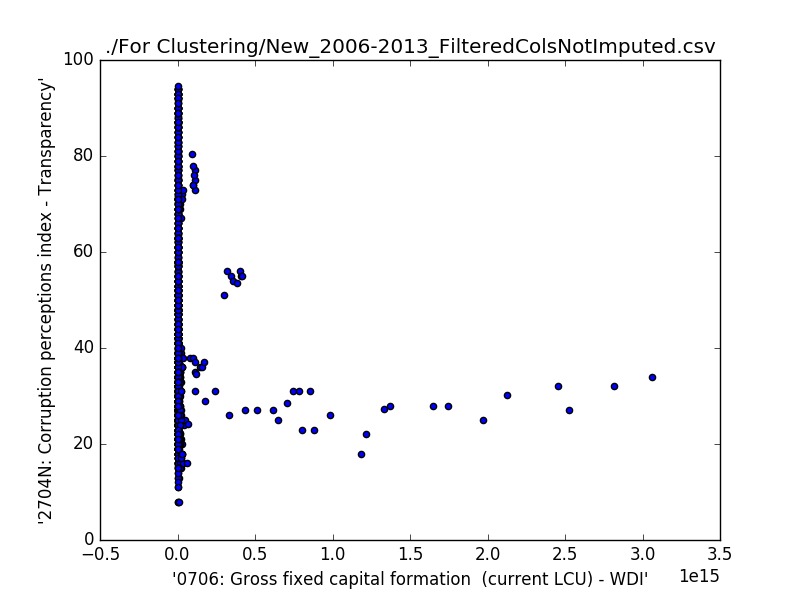 ./For Clustering/New_2006-2013_FilteredColsNotImputed.csv
100
80
60
40
20
0
'2704N: Corruption perceptions index - Transparency'
−0.5 0.0 0.5 1.0 1.5 2.0 2.5 3.0 3.5
1e15
'0706: Gross fixed capital formation  (current LCU) - WDI'